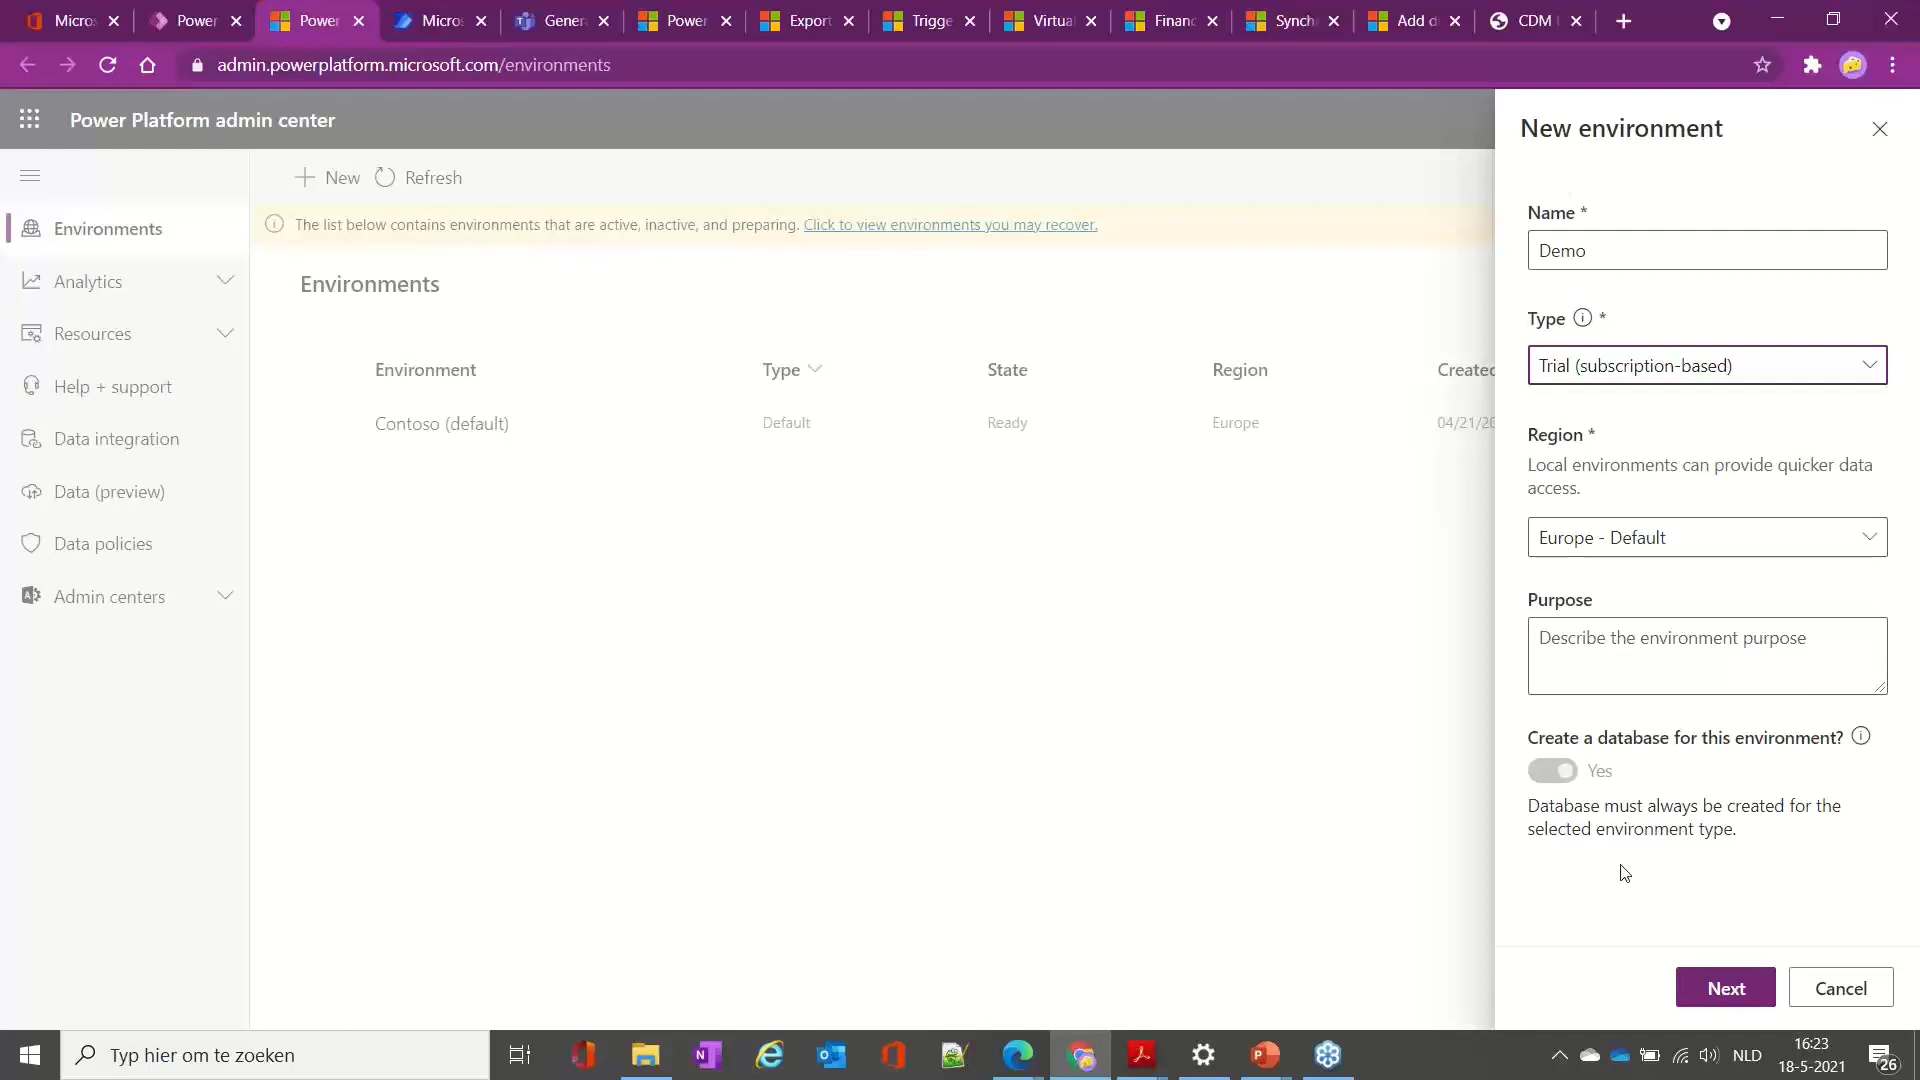 Micros
Power
Power
Micros
Genera
Power
Export
Trigge
Virtual
Financ
Synch
Add d
CDM
admin.powerplatform.microsoft.com/environments
Power Platform admin center
New
Refresh
The list below contains environments that are active, inactive, and preparing. Click to view environments you may recover.
Environments
Analytics
Resources
Help + support
Data integration
Data (preview)
Data policies
Admin centers
Environments
Environment Type State Region Created
Contoso (default) Default Ready Europe 04/21/20
New environment
Name *
Demo
Type *
Trial (subscription-based)
Region *
Local environments can provide quicker data
access.
Europe - Default
Purpose
Describe the environment purpose
Create a database for this environment?
Yes
Database must always be created for the
selected environment type.
Next
Cancel
Typ hier om te zoeken
NLD
16:23
18-5-2021
26